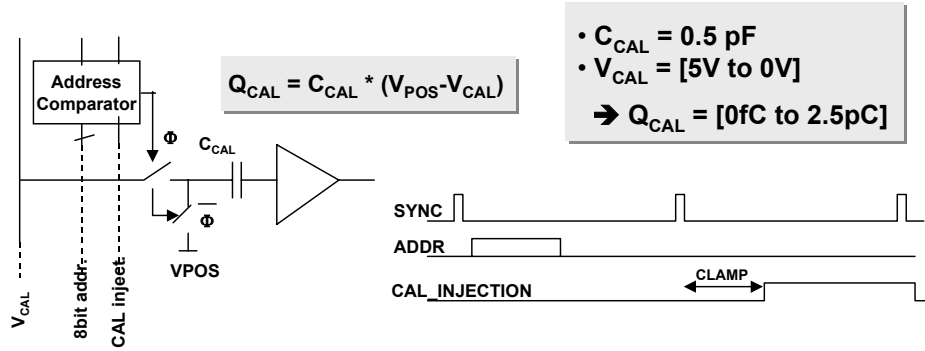 Address
Comparator
Q_CAL = C_CAL * (V_POS-V_CAL)
• C_CAL = 0.5 pF
• V_CAL = [5V to 0V]
➔ Q_CAL = [0fC to 2.5pC]
Φ
C_CAL
Φ̅
VPOS
V_CAL
8bit addr.
CAL inject.
SYNC
ADDR
CLAMP
CAL_INJECTION